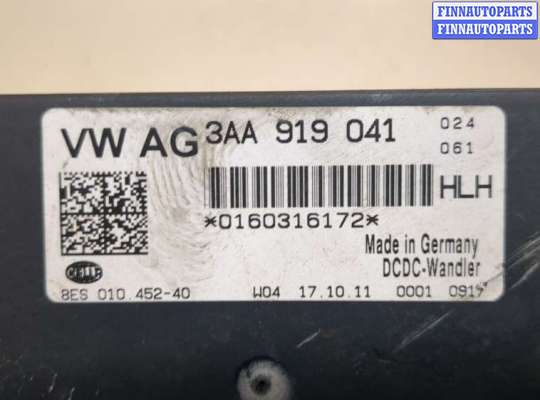 FINNAUTOPARTS
FINNAUTOPARTS
VW AG 3AA 919 041 024
061
HLH
*0160316172*
Made in Germany
DCDC-Wandler
HELLA
8ES 010.452-40 W04 17.10.11 0001